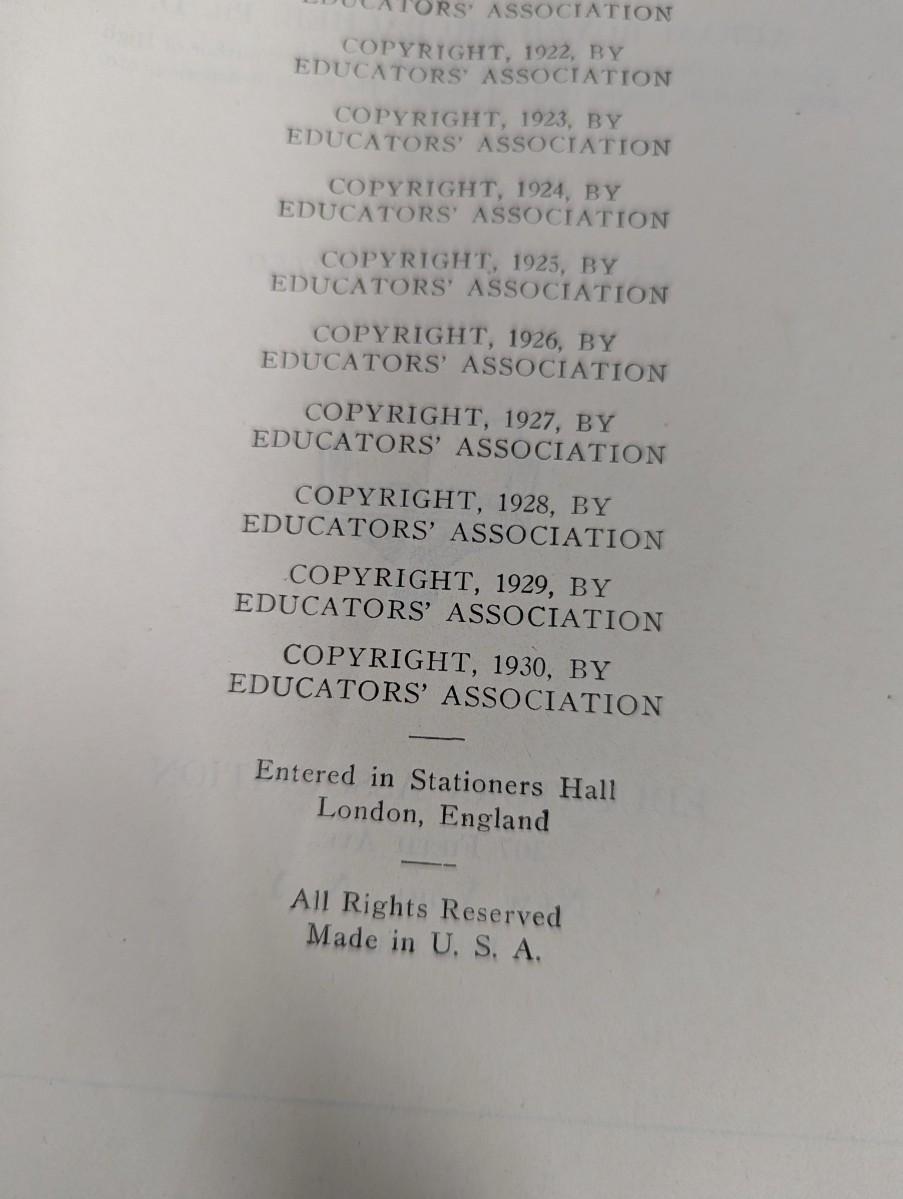 EDUCATORS' ASSOCIATION
COPYRIGHT, 1922, BY
EDUCATORS' ASSOCIATION
COPYRIGHT, 1923, BY
EDUCATORS' ASSOCIATION
COPYRIGHT, 1924, BY
EDUCATORS' ASSOCIATION
COPYRIGHT, 1925, BY
EDUCATORS' ASSOCIATION
COPYRIGHT, 1926, BY
EDUCATORS' ASSOCIATION
COPYRIGHT, 1927, BY
EDUCATORS' ASSOCIATION
COPYRIGHT, 1928, BY
EDUCATORS' ASSOCIATION
COPYRIGHT, 1929, BY
EDUCATORS' ASSOCIATION
COPYRIGHT, 1930, BY
EDUCATORS' ASSOCIATION
Entered in Stationers Hall
London, England
All Rights Reserved
Made in U. S. A.